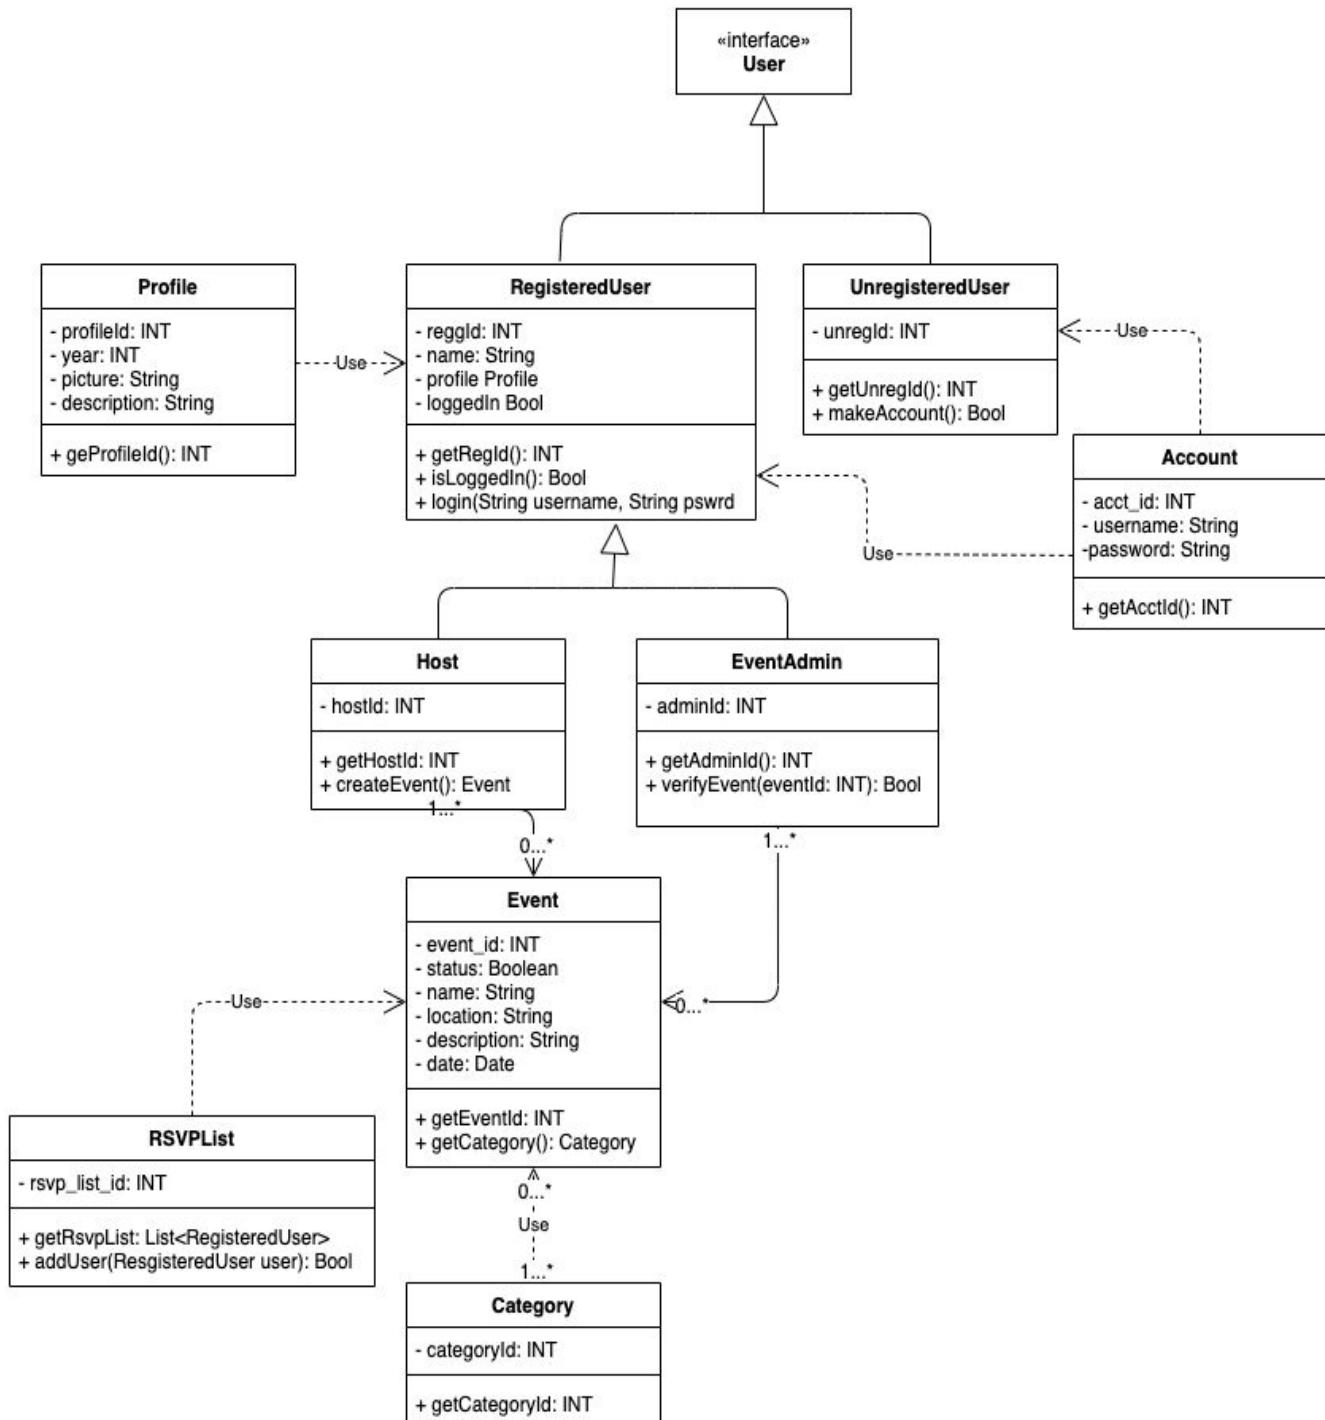 «interface»
User
Profile
- profileId: INT
- year: INT
- picture: String
- description: String
+ geProfileId(): INT
Use
RegisteredUser
- reggId: INT
- name: String
- profile Profile
- loggedIn Bool
+ getRegId(): INT
+ isLoggedIn(): Bool
+ login(String username, String pswrd
UnregisteredUser
- unregId: INT
+ getUnregId(): INT
+ makeAccount(): Bool
Use
Account
- acct_id: INT
- username: String
-password: String
+ getAcctId(): INT
Use
Host
- hostId: INT
+ getHostId: INT
+ createEvent(): Event
1...*
0...*
EventAdmin
- adminId: INT
+ getAdminId(): INT
+ verifyEvent(eventId: INT): Bool
1...*
0...*
Event
- event_id: INT
- status: Boolean
- name: String
- location: String
- description: String
- date: Date
+ getEventId: INT
+ getCategory(): Category
Use
RSVPList
- rsvp_list_id: INT
+ getRsvpList: List<RegisteredUser>
+ addUser(ResgisteredUser user): Bool
0...*
Use
1...*
Category
- categoryId: INT
+ getCategoryId: INT